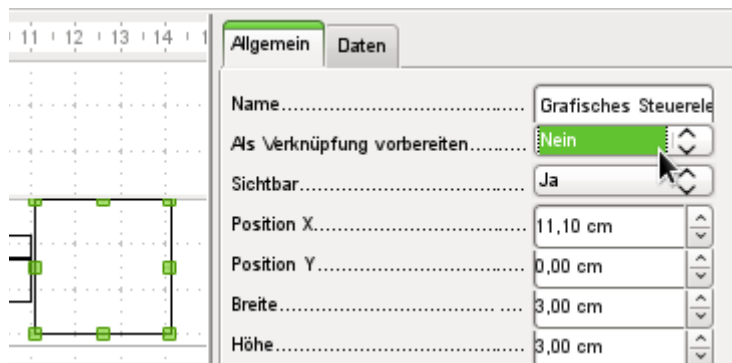 11 12 13 14 1
Allgemein Daten
Name Grafisches Steuerele
Als Verknüpfung vorbereiten Nein
Sichtbar Ja
Position X 11,10 cm
Position Y 0,00 cm
Breite 3,00 cm
Höhe 3,00 cm